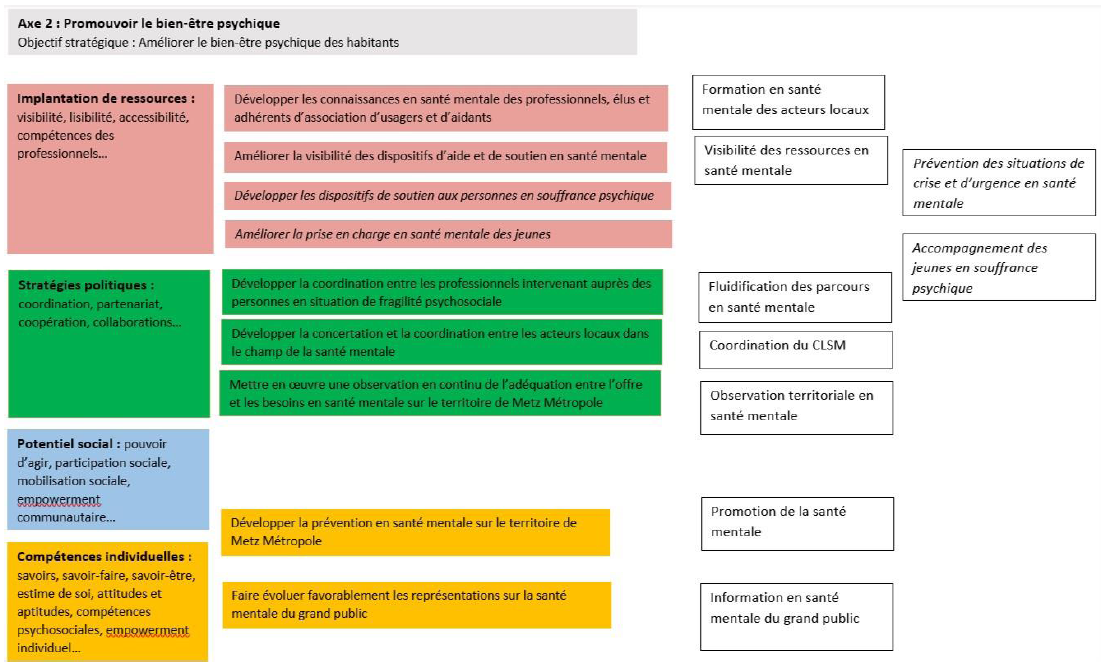 Axe 2 : Promouvoir le bien-être psychique
Objectif stratégique : Améliorer le bien-être psychique des habitants
Implantation de ressources :
visibilité, lisibilité, accessibilité,
compétences des
professionnels…
Développer les connaissances en santé mentale des professionnels, élus et
adhérents d'association d'usagers et d'aidants
Améliorer la visibilité des dispositifs d'aide et de soutien en santé mentale
Développer les dispositifs de soutien aux personnes en souffrance psychique
Améliorer la prise en charge en santé mentale des jeunes
Formation en santé
mentale des acteurs locaux
Visibilité des ressources en
santé mentale
Prévention des situations de
crise et d'urgence en santé
mentale
Accompagnement des
jeunes en souffrance
psychique
Stratégies politiques :
coordination, partenariat,
coopération, collaborations…
Développer la coordination entre les professionnels intervenant auprès des
personnes en situation de fragilité psychosociale
Développer la concertation et la coordination entre les acteurs locaux dans
le champ de la santé mentale
Mettre en œuvre une observation en continu de l'adéquation entre l'offre
et les besoins en santé mentale sur le territoire de Metz Métropole
Fluidification des parcours
en santé mentale
Coordination du CLSM
Observation territoriale en
santé mentale
Potentiel social : pouvoir
d'agir, participation sociale,
mobilisation sociale,
empowerment
communautaire…
Compétences individuelles :
savoirs, savoir-faire, savoir-être,
estime de soi, attitudes et
aptitudes, compétences
psychosociales, empowerment
individuel…
Développer la prévention en santé mentale sur le territoire de
Metz Métropole
Faire évoluer favorablement les représentations sur la santé
mentale du grand public
Promotion de la santé
mentale
Information en santé
mentale du grand public